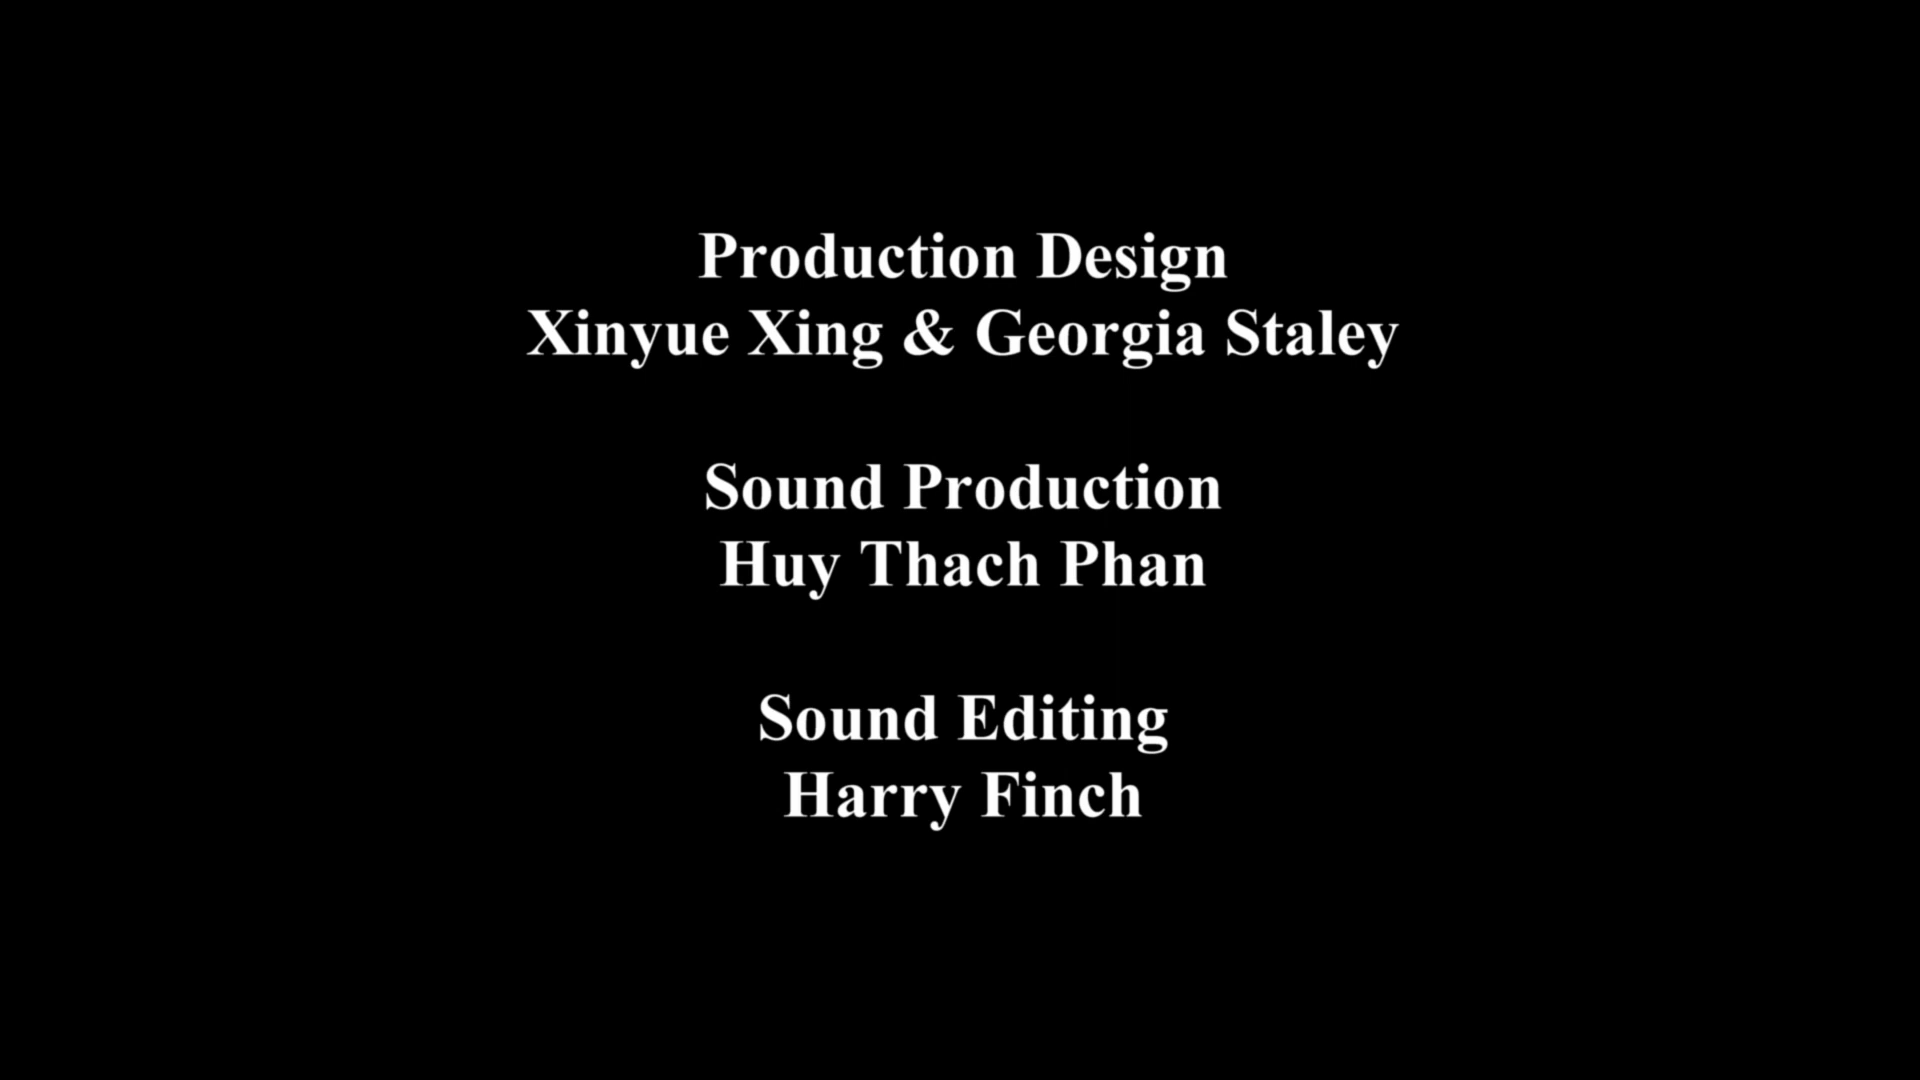 Production Design
Xinyue Xing & Georgia Staley
Sound Production
Huy Thach Phan
Sound Editing
Harry Finch